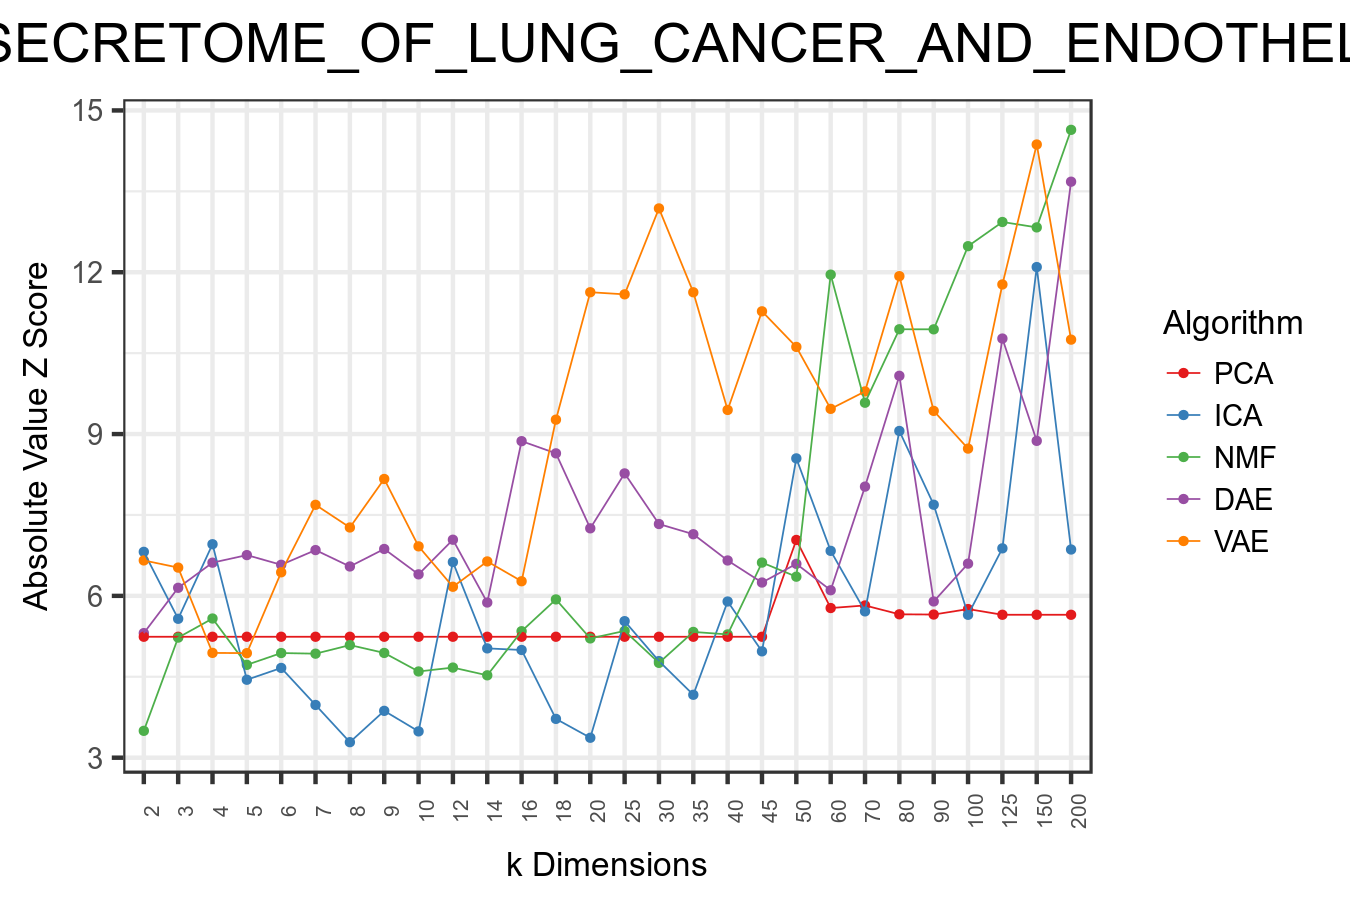 SECRETOME_OF_LUNG_CANCER_AND_ENDOTHEL
15
12
9
6
3
Absolute Value Z Score
2 3 4 5 6 7 8 9 10 12 14 16 18 20 25 30 35 40 45 50 60 70 80 90 100 125 150 200
k Dimensions
Algorithm
PCA
ICA
NMF
DAE
VAE